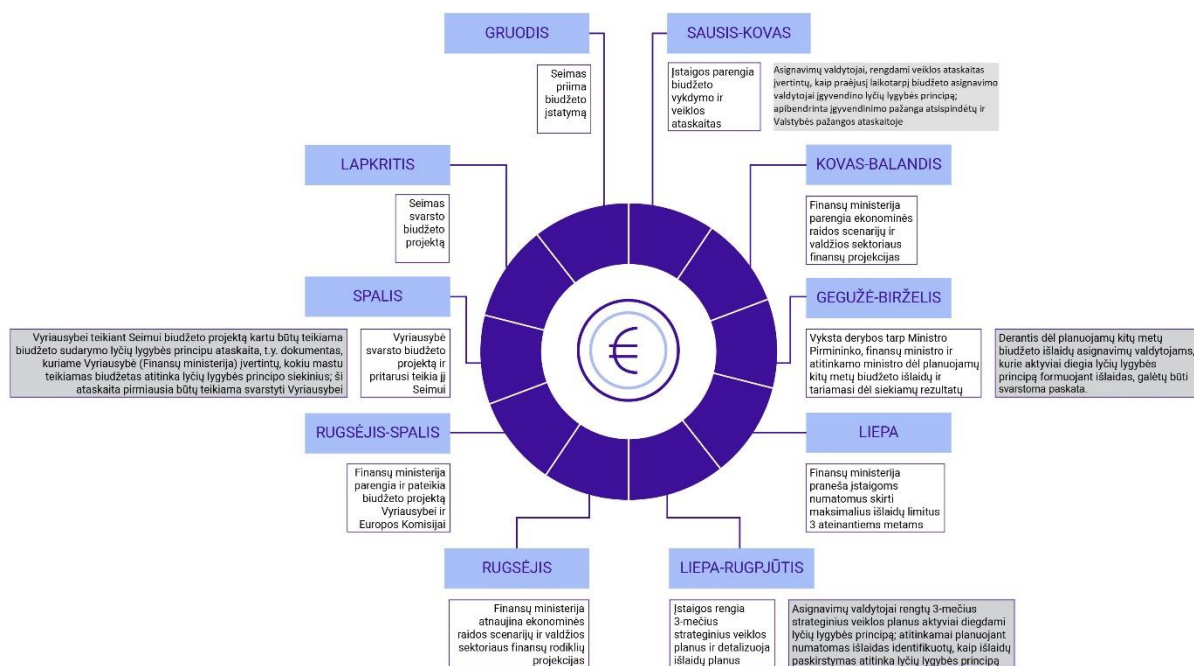 GRUODIS
Seimas
priima
biudžeto
įstatymą
SAUSIS-KOVAS
Įstaigos parengia
biudžeto
vykdymo ir
veiklos
ataskaitas
Asignavimų valdytojai, rengdami veiklos ataskaitas
įvertintų, kaip praėjusį laikotarpį biudžeto asignavimo
valdytojai įgyvendino lyčių lygybės principą;
apibendrinta įgyvendinimo pažanga atsispindėtų ir
Valstybės pažangos ataskaitoje
LAPKRITIS
Seimas
svarsto
biudžeto
projektą
KOVAS-BALANDIS
Finansų ministerija
parengia ekonominės
raidos scenarijų ir
valdžios sektoriaus
finansų projekcijas
SPALIS
Vyriausybei teikiant Seimui biudžeto projektą kartu būtų teikiama
biudžeto sudarymo lyčių lygybės principu ataskaita, t.y. dokumentas,
kuriame Vyriausybė (Finansų ministerija) įvertintų, kokiu mastu
teikiamas biudžetas atitinka lyčių lygybės principo siekinius; ši
ataskaita pirmiausia būtų teikiama svarstyti Vyriausybei
Vyriausybė
svarsto biudžeto
projektą ir
pritarusi teikia jį
Seimui
GEGUŽĖ-BIRŽELIS
Vyksta derybos tarp Ministro
Pirmininko, finansų ministro ir
atitinkamo ministro dėl planuojamų
kitų metų biudžeto išlaidų ir
tariamasi dėl siekiamų rezultatų
Derantis dėl planuojamų kitų metų
biudžeto išlaidų asignavimų valdytojams,
kurie aktyviai diegia lyčių lygybės
principą formuojant išlaidas, galėtų būti
svarstoma paskata.
RUGSĖJIS-SPALIS
Finansų ministerija
parengia ir pateikia
biudžeto projektą
Vyriausybei ir
Europos Komisijai
LIEPA
Finansų ministerija
praneša įstaigoms
numatomus skirti
maksimalius išlaidų limitus
3 ateinantiems metams
RUGSĖJIS
Finansų ministerija
atnaujina ekonominės
raidos scenarijų ir valdžios
sektoriaus finansų rodiklių
projekcijas
LIEPA-RUGPJŪTIS
Įstaigos rengia
3-mečius
strateginius veiklos
planus ir detalizuoja
išlaidų planus
Asignavimų valdytojai rengtų 3-mečius
strateginius veiklos planus aktyviai diegdami
lyčių lygybės principą; atitinkamai planuojant
numatomas išlaidas identifikuotų, kaip išlaidų
paskirstymas atitinka lyčių lygybės principą